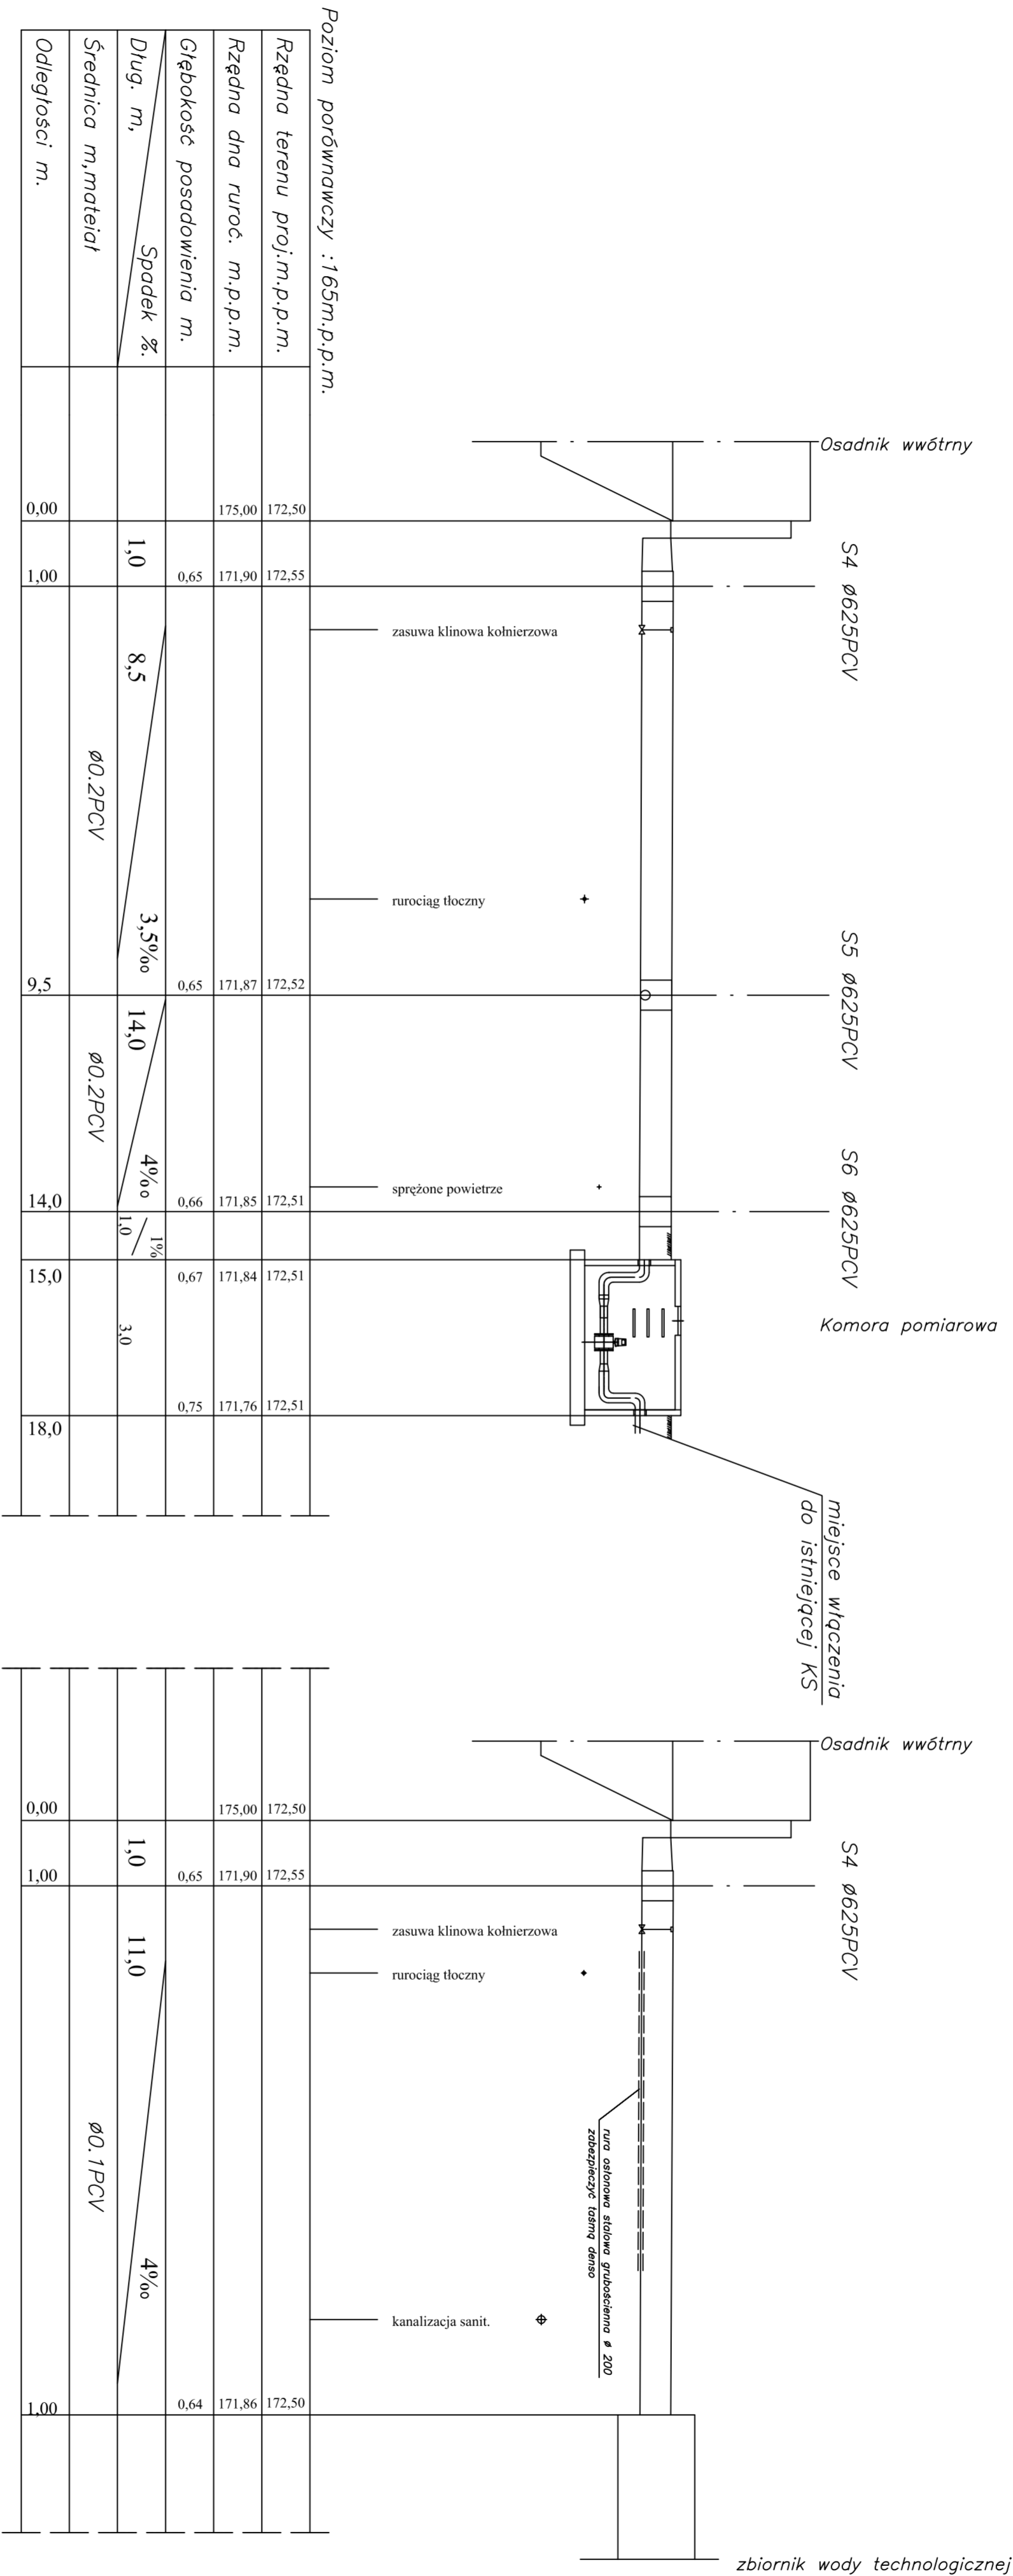 Osadnik wwótrny
S4 ø625PCV
S5 ø625PCV
S6 ø625PCV
Komora pomiarowa
miejsce włączenia
do istniejącej KS
Osadnik wwótrny
S4 ø625PCV
zbiornik wody technologicznej
rura osłonowa stalowa grubościenna ø 200
zabezpieczyć taśmą denso
zasuwa klinowa kołnierzowa
rurociąg tłoczny
sprężone powietrze
zasuwa klinowa kołnierzowa
rurociąg tłoczny
kanalizacja sanit.
Poziom porównawczy :165m.p.p.m.
Rzędna terenu proj.m.p.p.m.
172,50
172,55
172,52
172,51
172,51
172,51
172,50
172,55
172,50
Rzędna dna ruroć. m.p.p.m.
175,00
171,90
171,87
171,85
171,84
171,76
175,00
171,90
171,86
Głębokość posadowienia m.
0,65
0,65
0,66
0,67
0,75
0,65
0,64
Dług. m,
Spadek %.
1,0
8,5
3,5‰
14,0
4‰
1,0
1%
3,0
1,0
11,0
4‰
Średnica m,mateiał
ø0.2PCV
ø0.2PCV
ø0.1PCV
Odległości m.
0,00
1,00
9,5
14,0
15,0
18,0
0,00
1,00
1,00